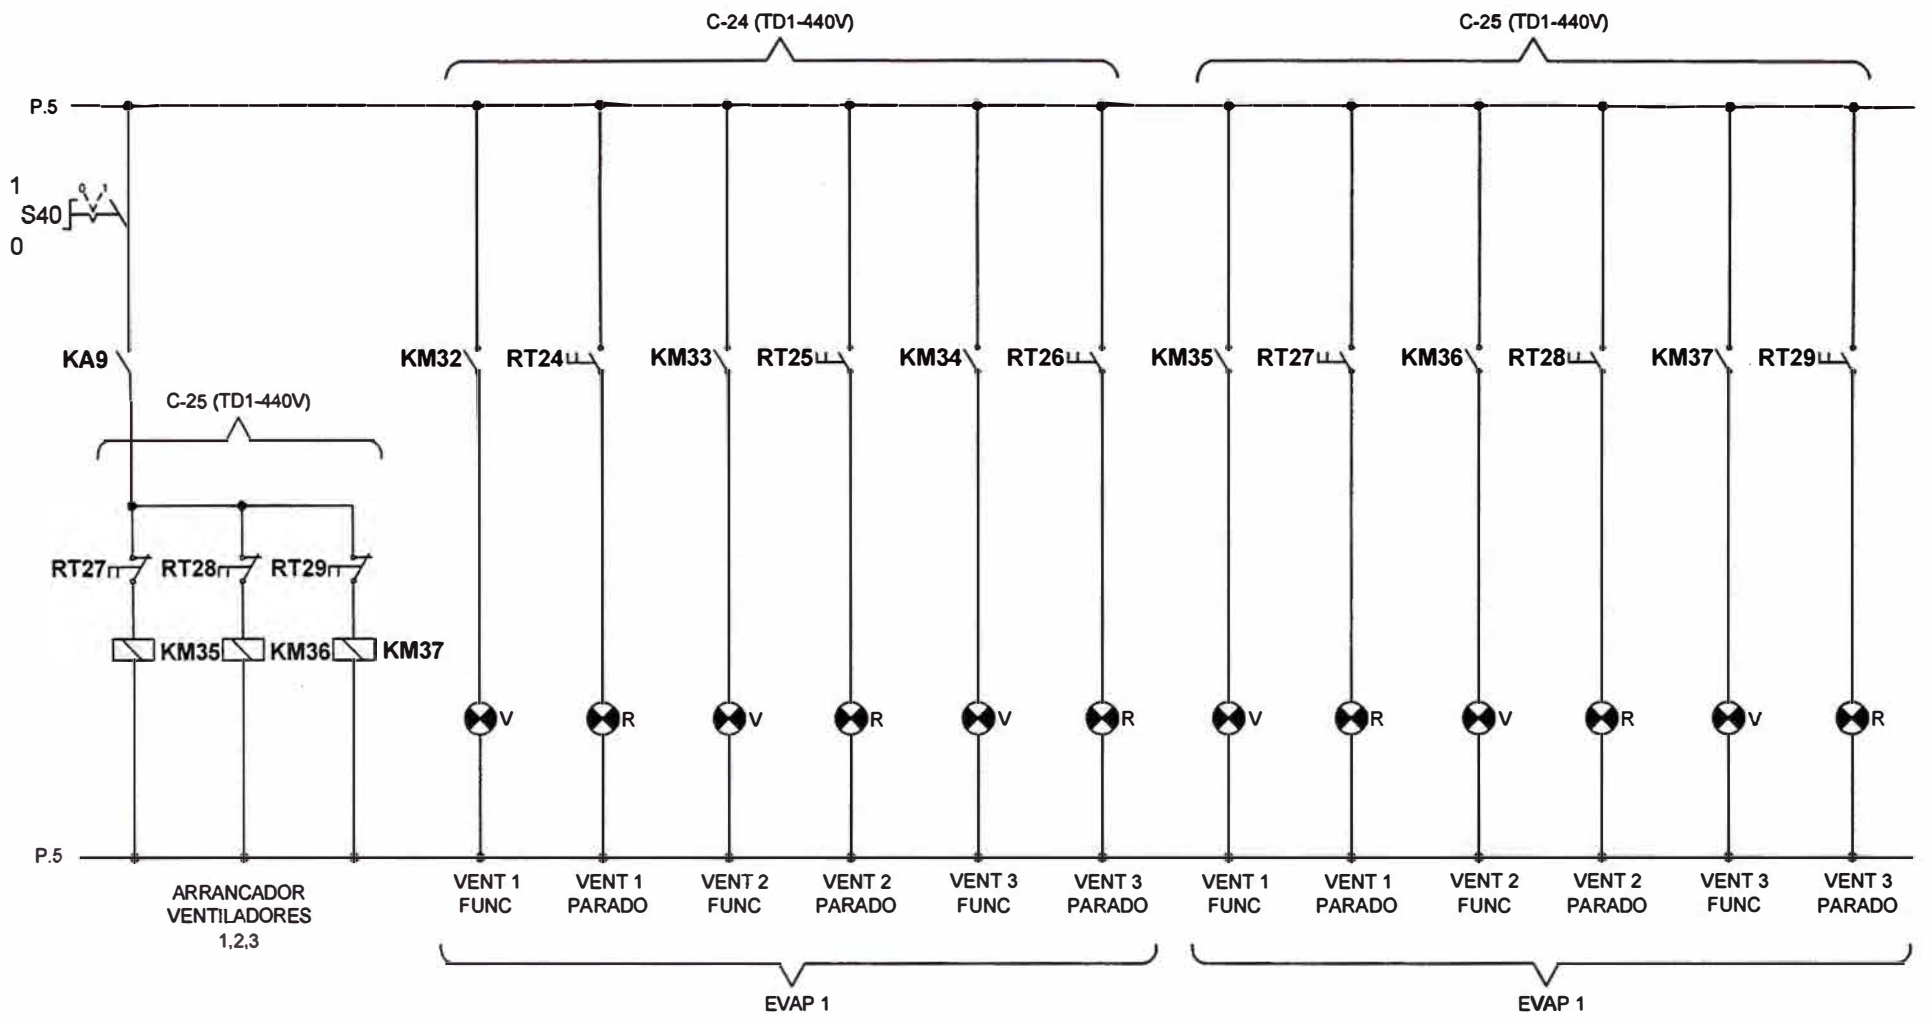 C-24 (TD1-440V)
C-25 (TD1-440V)
P.5
0 1
1
S40
0
KA9
KM32
RT24
KM33
RT25
KM34
RT26
KM35
RT27
KM36
RT28
KM37
RT29
C-25 (TD1-440V)
RT27
RT28
RT29
KM35
KM36
KM37
V
R
V
R
V
R
V
R
V
R
V
R
P.5
ARRANCADOR
VENTILADORES
1,2,3
VENT 1
FUNC
VENT 1
PARADO
VENT 2
FUNC
VENT 2
PARADO
VENT 3
FUNC
VENT 3
PARADO
VENT 1
FUNC
VENT 1
PARADO
VENT 2
FUNC
VENT 2
PARADO
VENT 3
FUNC
VENT 3
PARADO
EVAP 1
EVAP 1